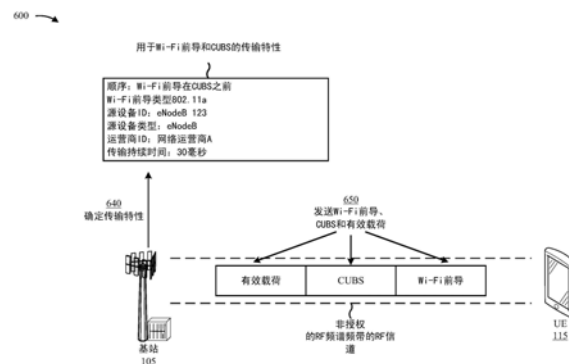 600
用于Wi-Fi前导和CUBS的传输特性
顺序：Wi-Fi前导在CUBS之前
Wi-Fi前导类型802.11a
源设备ID：eNodeB 123
源设备类型：eNodeB
运营商ID：网络运营商A
传输持续时间：30毫秒
640
确定传输特性
650
发送Wi-Fi前导、
CUBS和有效载荷
有效载荷
CUBS
Wi-Fi前导
非授权
的RF频谱频带的RF信
道
基站
105
UE
115